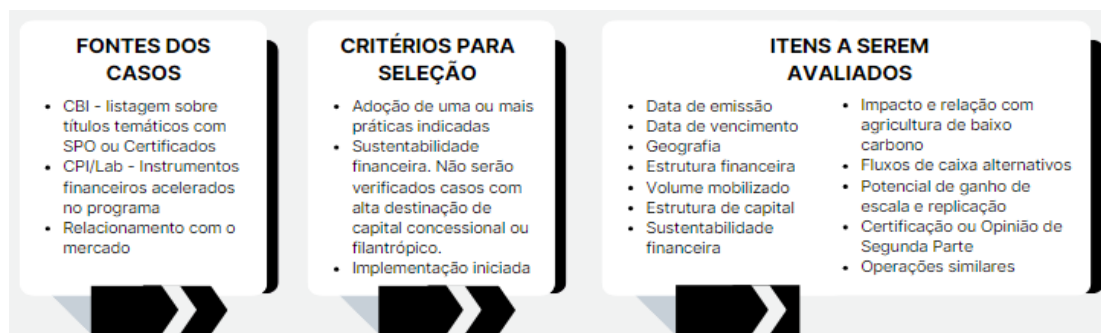 FONTES DOS
CASOS
• CBI - listagem sobre
títulos temáticos com
SPO ou Certificados
• CPI/Lab - Instrumentos
financeiros acelerados
no programa
• Relacionamento com o
mercado
CRITÉRIOS PARA
SELEÇÃO
• Adoção de uma ou mais
práticas indicadas
• Sustentabilidade
financeira. Não serão
verificados casos com
alta destinação de
capital concessional ou
filantrópico.
• Implementação iniciada
ITENS A SEREM
AVALIADOS
• Data de emissão
• Data de vencimento
• Geografia
• Estrutura financeira
• Volume mobilizado
• Estrutura de capital
• Sustentabilidade
financeira
• Impacto e relação com
agricultura de baixo
carbono
• Fluxos de caixa alternativos
• Potencial de ganho de
escala e replicação
• Certificação ou Opinião de
Segunda Parte
• Operações similares